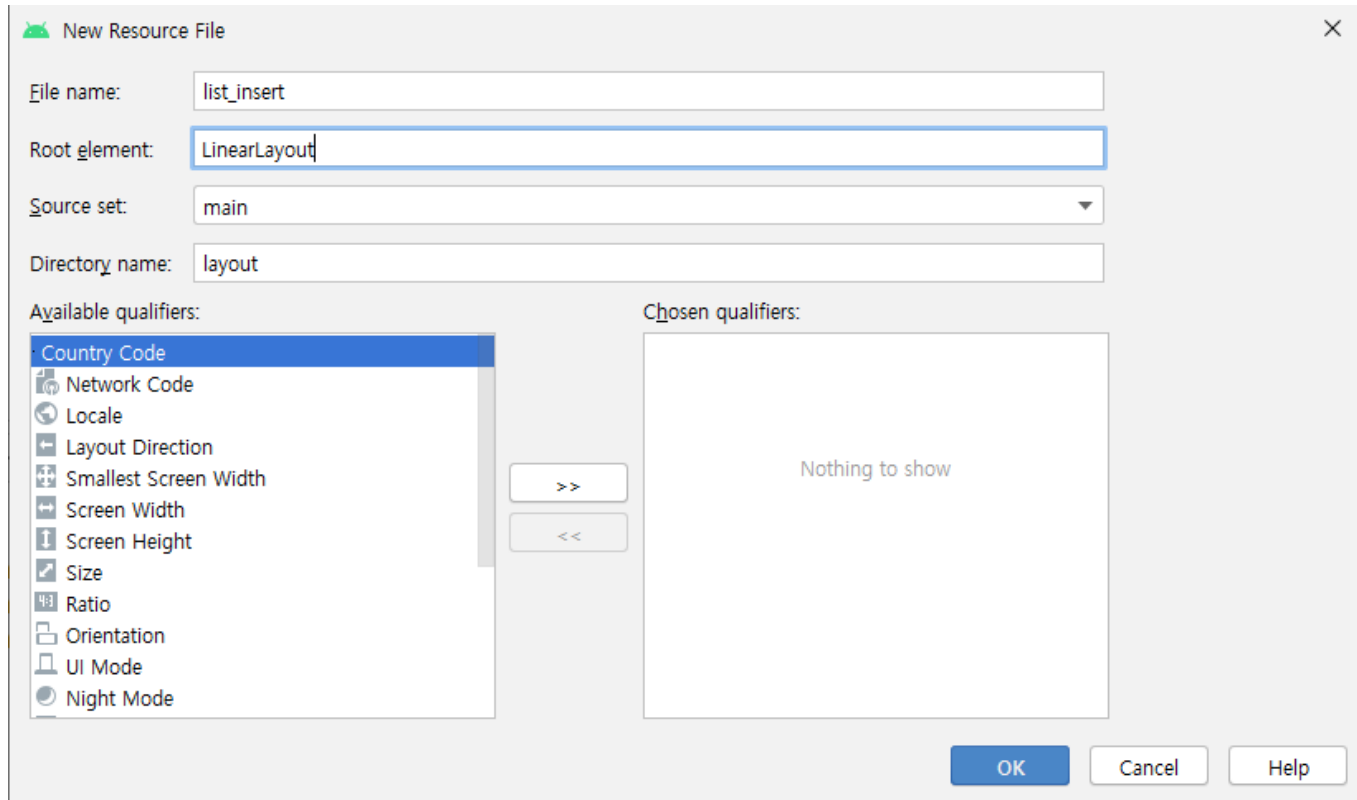 New Resource File
File name: list_insert
Root element: LinearLayout
Source set: main
Directory name: layout
Available qualifiers: Chosen qualifiers:
Country Code
Network Code
Locale
Layout Direction
Smallest Screen Width
Screen Width
Screen Height
Size
4:3 Ratio
Orientation
UI Mode
Night Mode
>>
<<
Nothing to show
OK Cancel Help